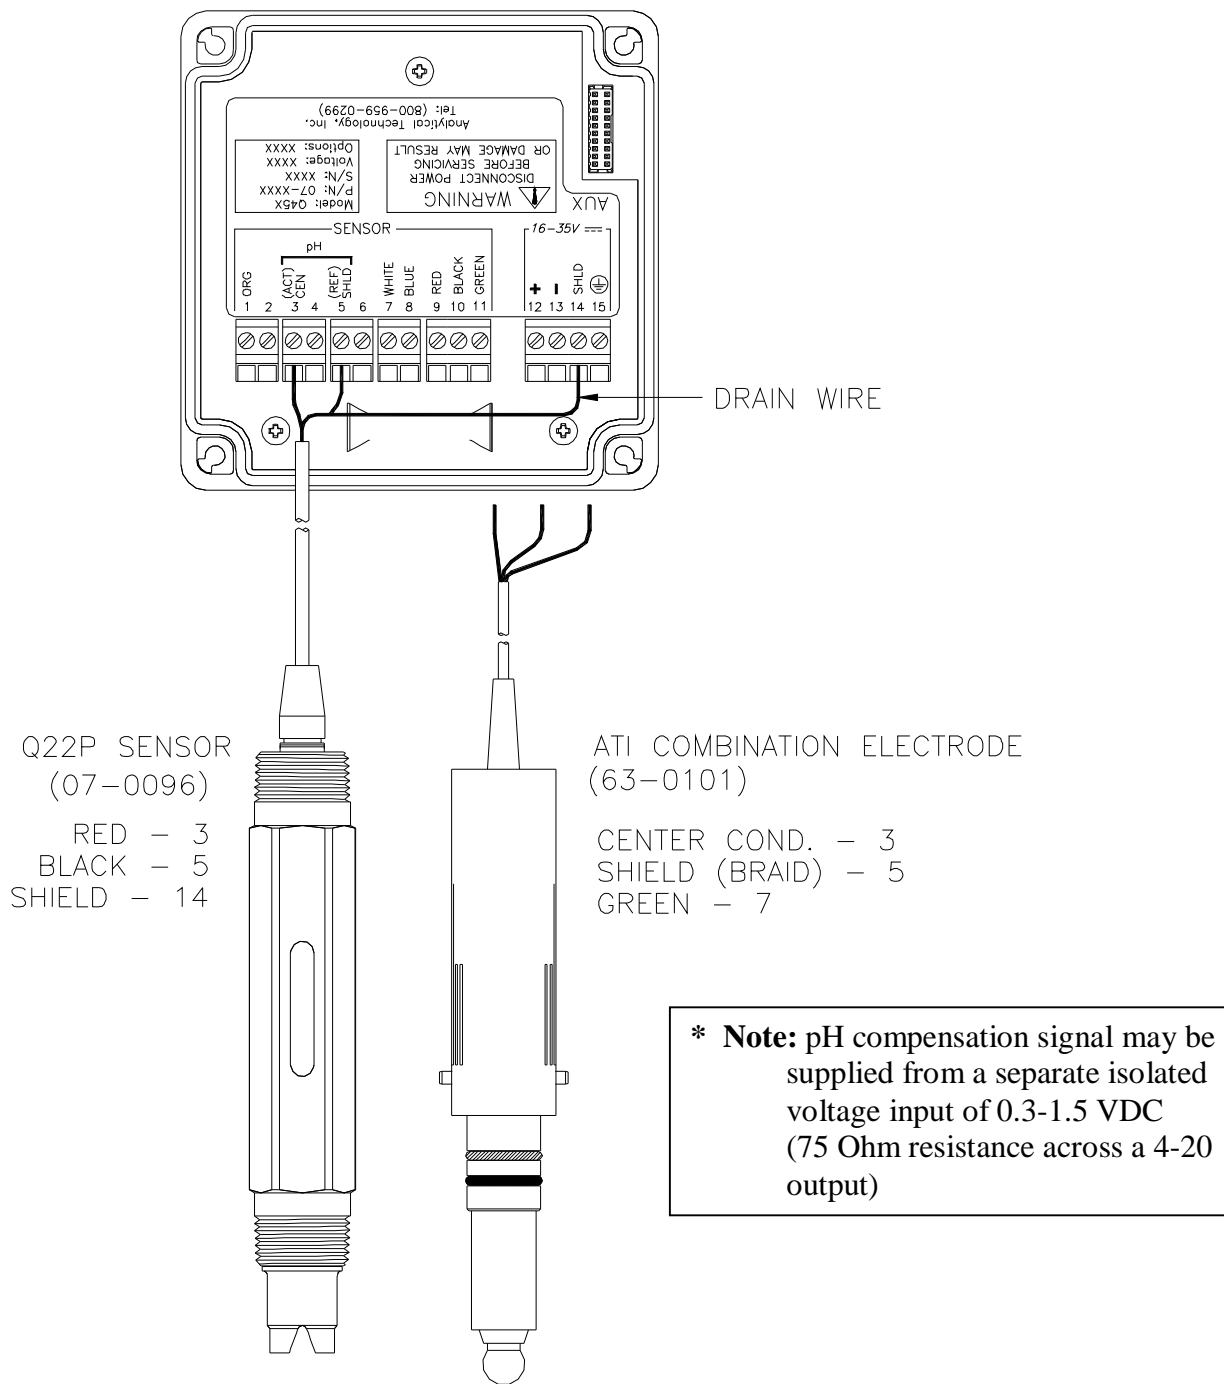 Analytical Technology, Inc.
Tel: (800-959-0299)
Model: Q45X
P/N: 07-XXXX
S/N: XXXX
Voltage: XXXX
Options: XXXX
WARNING
DISCONNECT POWER
BEFORE SERVICING
OR DAMAGE MAY RESULT
AUX
SENSOR
16-35V
pH
ORG
(ACT)
CEN
(REF)
SHLD
WHITE
BLUE
RED
BLACK
GREEN
+
-
SHLD
1 2 3 4 5 6 7 8 9 10 11 12 13 14 15
DRAIN WIRE
Q22P SENSOR
(07-0096)
RED - 3
BLACK - 5
SHIELD - 14
ATI COMBINATION ELECTRODE
(63-0101)
CENTER COND. - 3
SHIELD (BRAID) - 5
GREEN - 7
* Note: pH compensation signal may be
supplied from a separate isolated
voltage input of 0.3-1.5 VDC
(75 Ohm resistance across a 4-20
output)